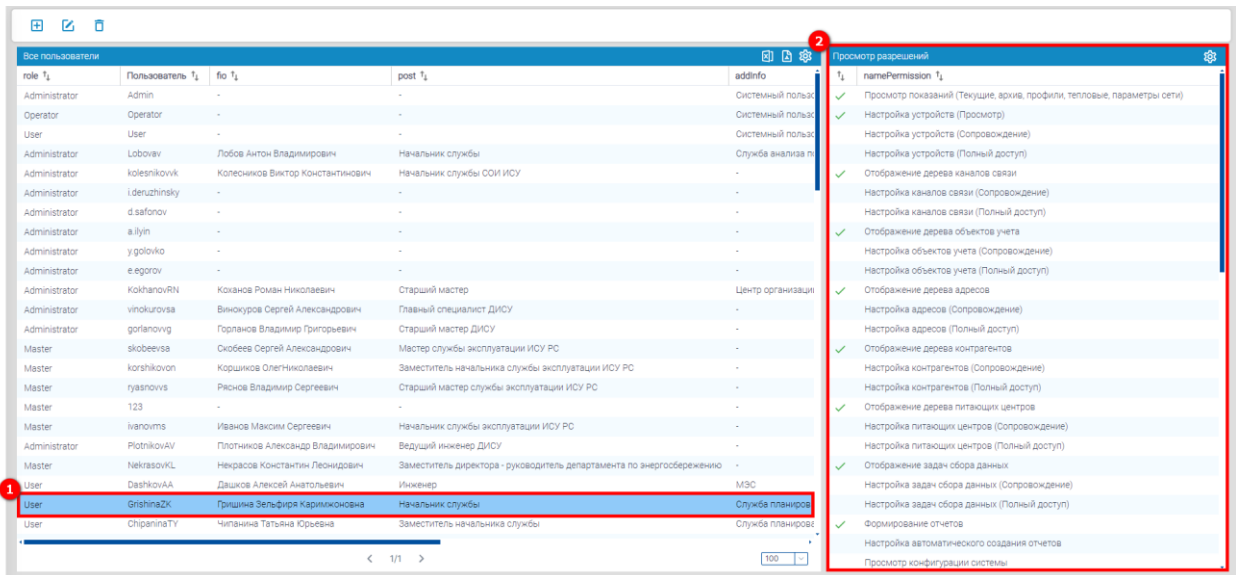 2
Все пользователи
Просмотр разрешений
role Пользователь fio post addInfo
namePermission
Administrator Admin - - Системный пользо
Operator Operator - - Системный пользо
User User - - Системный пользо
Administrator Lobovav Лобов Антон Владимирович Начальник службы Служба анализа по
Administrator kolesnikovvk Колесников Виктор Константинович Начальник службы СОИ ИСУ -
Administrator i.deruzhinsky - - -
Administrator d.safonov - - -
Administrator a.ilyin - - -
Administrator y.golovko - - -
Administrator e.egorov - - -
Administrator KokhanovRN Коханов Роман Николаевич Старший мастер Центр организации
Administrator vinokurovsa Винокуров Сергей Александрович Главный специалист ДИСУ -
Administrator gorlanovvg Горланов Владимир Григорьевич Старший мастер ДИСУ -
Master skobeevsa Скобеев Сергей Александрович Мастер службы эксплуатации ИСУ РС -
Master korshikovon Коршиков ОлегНиколаевич Заместитель начальника службы эксплуатации ИСУ РС -
Master ryasnovvs Ряснов Владимир Сергеевич Старший мастер службы эксплуатации ИСУ РС -
Master 123 - - -
Master ivanovms Иванов Максим Сергеевич Начальник службы эксплуатации ИСУ РС -
Administrator PlotnikovAV Плотников Александр Владимирович Ведущий инженер ДИСУ -
Master NekrasovKL Некрасов Константин Леонидович Заместитель директора - руководитель департамента по энергосбережению -
1
User DashkovAA Дашков Алексей Анатольевич Инженер МЭС
User GrishinaZK Гришина Зельфиря Каримжоновна Начальник службы Служба планиров
User ChipaninaTY Чипанина Татьяна Юрьевна Заместитель начальника службы Служба планирова
1/1
100
Просмотр показаний (Текущие, архив, профили, тепловые, параметры сети)
Настройка устройств (Просмотр)
Настройка устройств (Сопровождение)
Настройка устройств (Полный доступ)
Отображение дерева каналов связи
Настройка каналов связи (Сопровождение)
Настройка каналов связи (Полный доступ)
Отображение дерева объектов учета
Настройка объектов учета (Сопровождение)
Настройка объектов учета (Полный доступ)
Отображение дерева адресов
Настройка адресов (Сопровождение)
Настройка адресов (Полный доступ)
Отображение дерева контрагентов
Настройка контрагентов (Сопровождение)
Настройка контрагентов (Полный доступ)
Отображение дерева питающих центров
Настройка питающих центров (Сопровождение)
Настройка питающих центров (Полный доступ)
Отображение задач сбора данных
Настройка задач сбора данных (Сопровождение)
Настройка задач сбора данных (Полный доступ)
Формирование отчетов
Настройка автоматического создания отчетов
Просмотр конфигурации системы